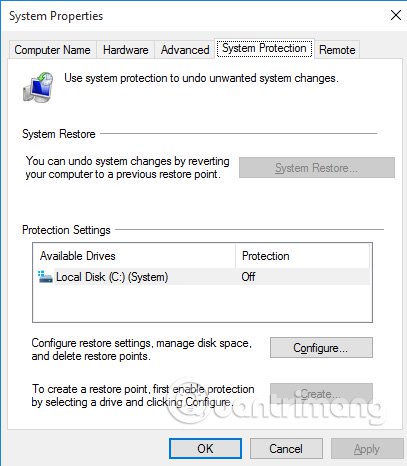 System Properties
Computer Name
Hardware
Advanced
System Protection
Remote
Use system protection to undo unwanted system changes.
System Restore
You can undo system changes by reverting
your computer to a previous restore point.
System Restore...
Protection Settings
Available Drives
Protection
Local Disk (C:) (System)
Off
Configure restore settings, manage disk space,
and delete restore points.
Configure...
To create a restore point, first enable protection
by selecting a drive and clicking Configure.
Create...
@uantrimang
OK
Cancel
Apply